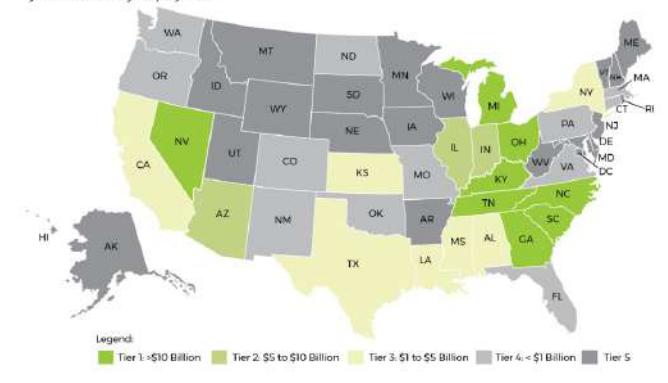 WA
ME
MT
ND
VT
NH
MN
OR
MA
ID
SD
WI
NY
RI
CT
WY
MI
IA
PA
NJ
NE
NV
OH
DE
IL
IN
MD
UT
WV
CO
VA
DC
CA
KS
MO
KY
NC
TN
AZ
OK
SC
NM
AR
HI
MS
AL
GA
AK
LA
TX
FL
Legend:
Tier 1: >$10 Billion Tier 2: $5 to $10 Billion Tier 3: $1 to $5 Billion Tier 4: < $1 Billion Tier 5